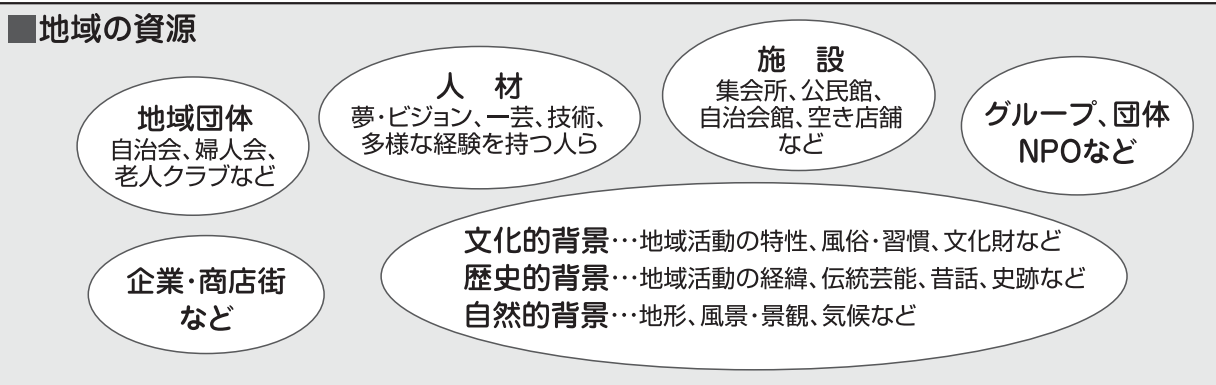 ■地域の資源
地域団体
自治会、婦人会、
老人クラブなど
人　材
夢・ビジョン、一芸、技術、
多様な経験を持つ人ら
施　設
集会所、公民館、
自治会館、空き店舗
など
グループ、団体
NPOなど
企業・商店街
など
文化的背景…地域活動の特性、風俗・習慣、文化財など
歴史的背景…地域活動の経緯、伝統芸能、昔話、史跡など
自然的背景…地形、風景・景観、気候など